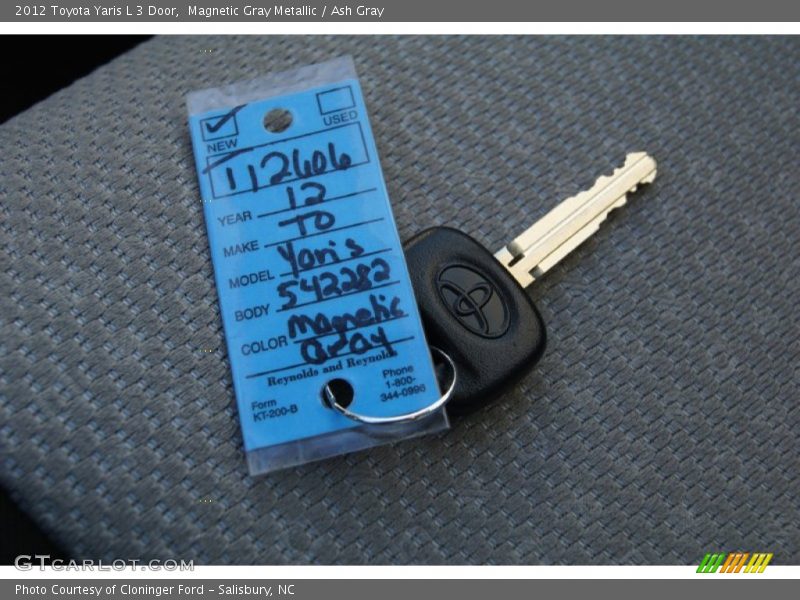 2012 Toyota Yaris L 3 Door, Magnetic Gray Metallic / Ash Gray
NEW USED
112606
YEAR 12
MAKE TO
MODEL Yaris
BODY 542282
COLOR Magnetic
Gray
Reynolds and Reynolds
Form
KT-200-B
Phone
1-800-
344-0996
GTCARLOT.COM
Photo Courtesy of Cloninger Ford – Salisbury, NC